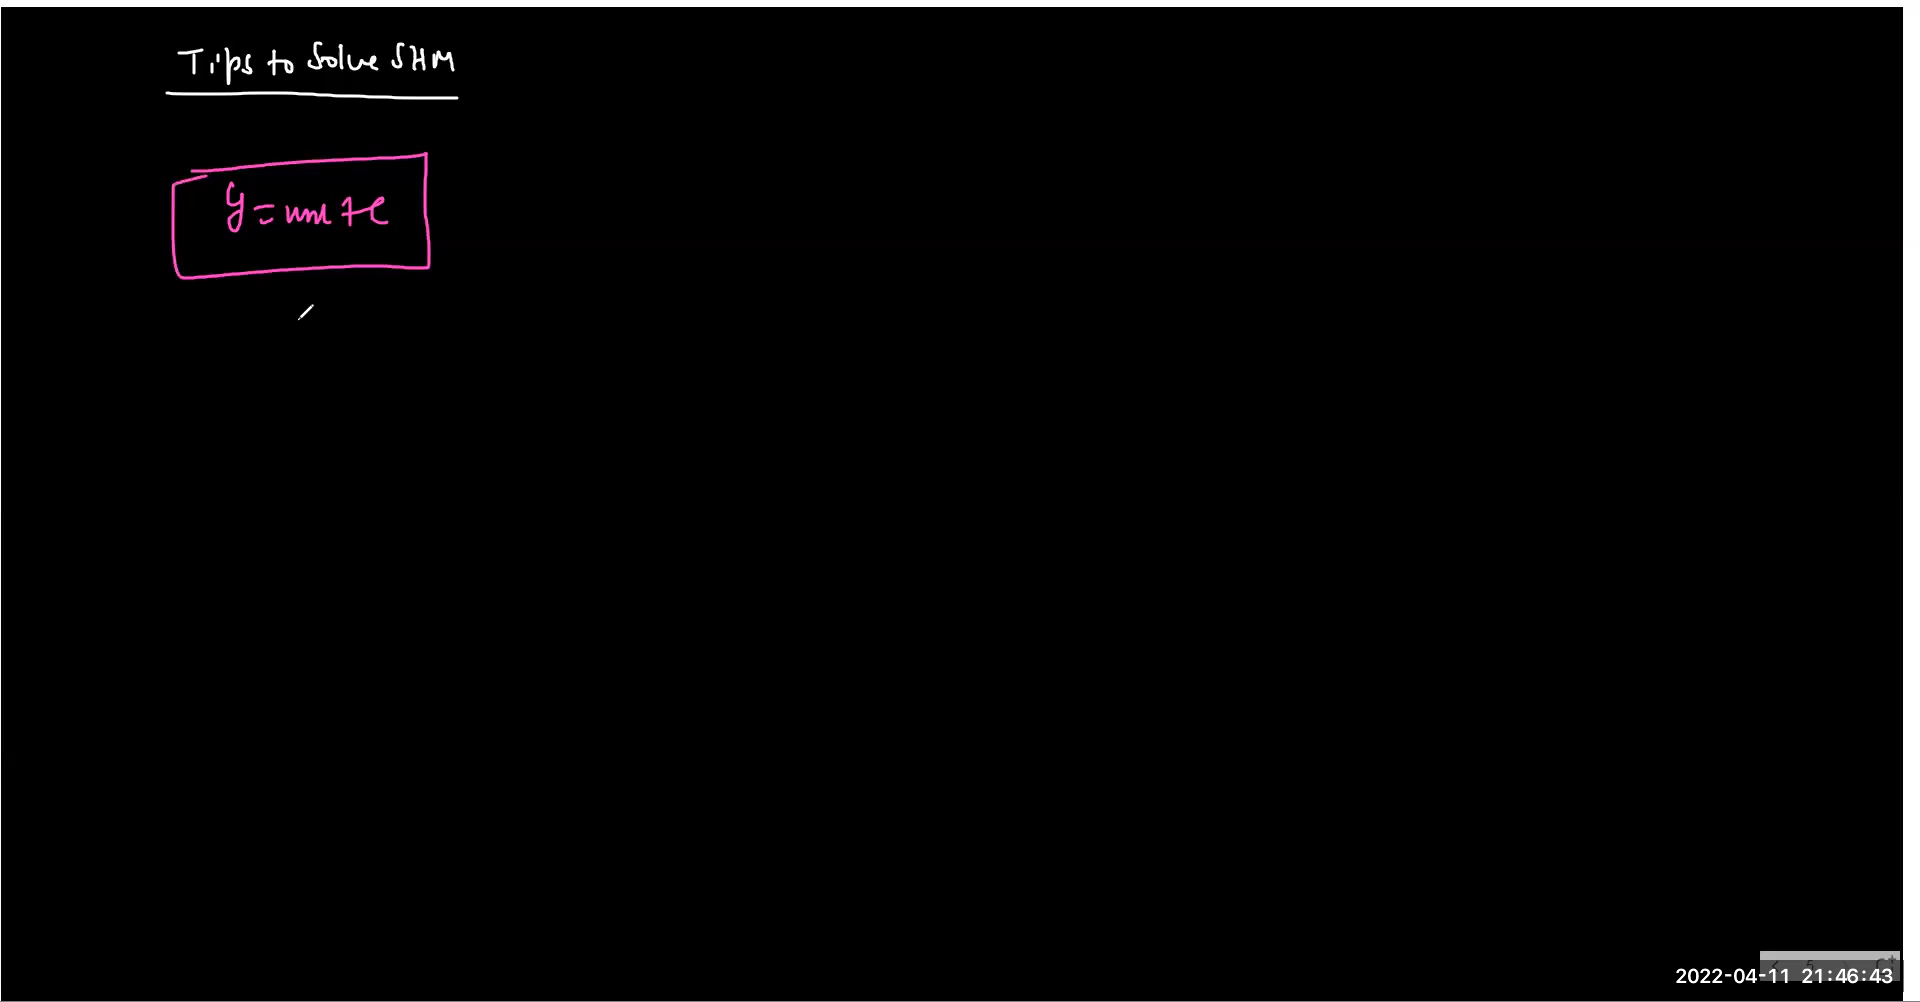 Tips to Solve SHM
y = mx + c
2022-04-11 21:46:43